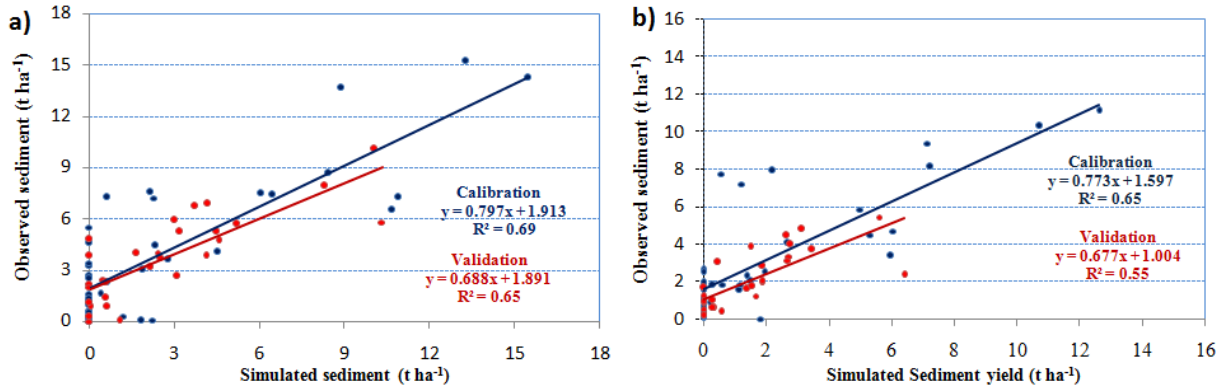 a)
18
15
12
9
6
3
0
Observed sediment (t ha⁻¹)
Calibration
y = 0.797x + 1.913
R² = 0.69
Validation
y = 0.688x + 1.891
R² = 0.65
0 3 6 9 12 15 18
Simulated sediment (t ha⁻¹)
b)
16
14
12
10
8
6
4
2
0
Observed sediment (t ha⁻¹)
Calibration
y = 0.773x + 1.597
R² = 0.65
Validation
y = 0.677x + 1.004
R² = 0.55
0 2 4 6 8 10 12 14 16
Simulated Sediment yield (t ha⁻¹)